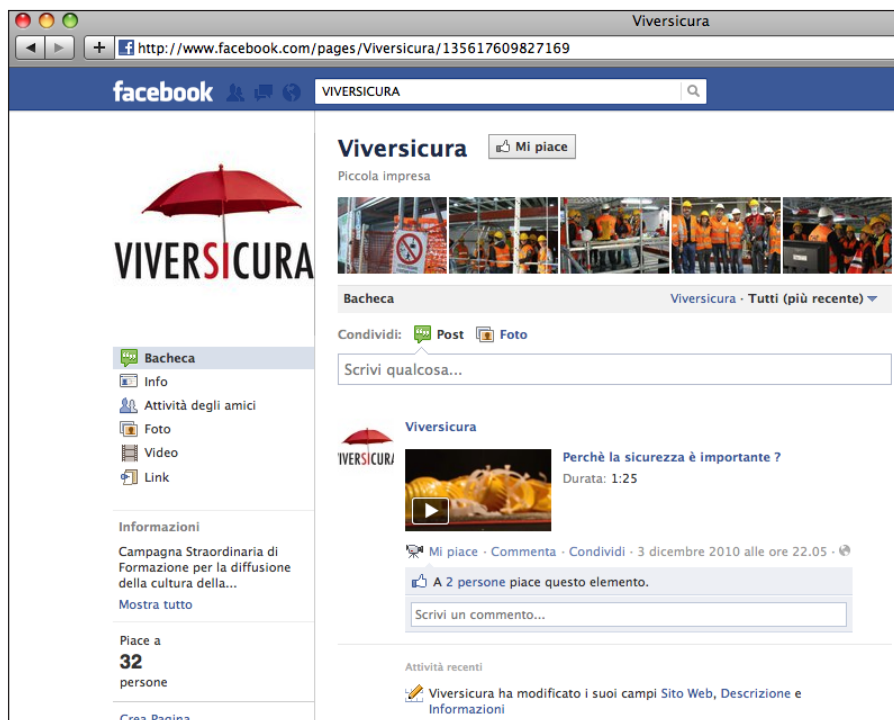 Viversicura
http://www.facebook.com/pages/Viversicura/135617609827169
facebook
VIVERSICURA
VIVERSICURA
Bacheca
Info
Attività degli amici
Foto
Video
Link
Informazioni
Campagna Straordinaria di
Formazione per la diffusione
della cultura della...
Mostra tutto
Piace a
32
persone
Crea Pagina
Viversicura Mi piace
Piccola impresa
Bacheca Viversicura · Tutti (più recente)
Condividi: Post Foto
Scrivi qualcosa...
VIVERSICURA
Viversicura
Perchè la sicurezza è importante ?
Durata: 1:25
Mi piace · Commenta · Condividi · 3 dicembre 2010 alle ore 22.05 ·
A 2 persone piace questo elemento.
Scrivi un commento...
Attività recenti
Viversicura ha modificato i suoi campi Sito Web, Descrizione e
Informazioni